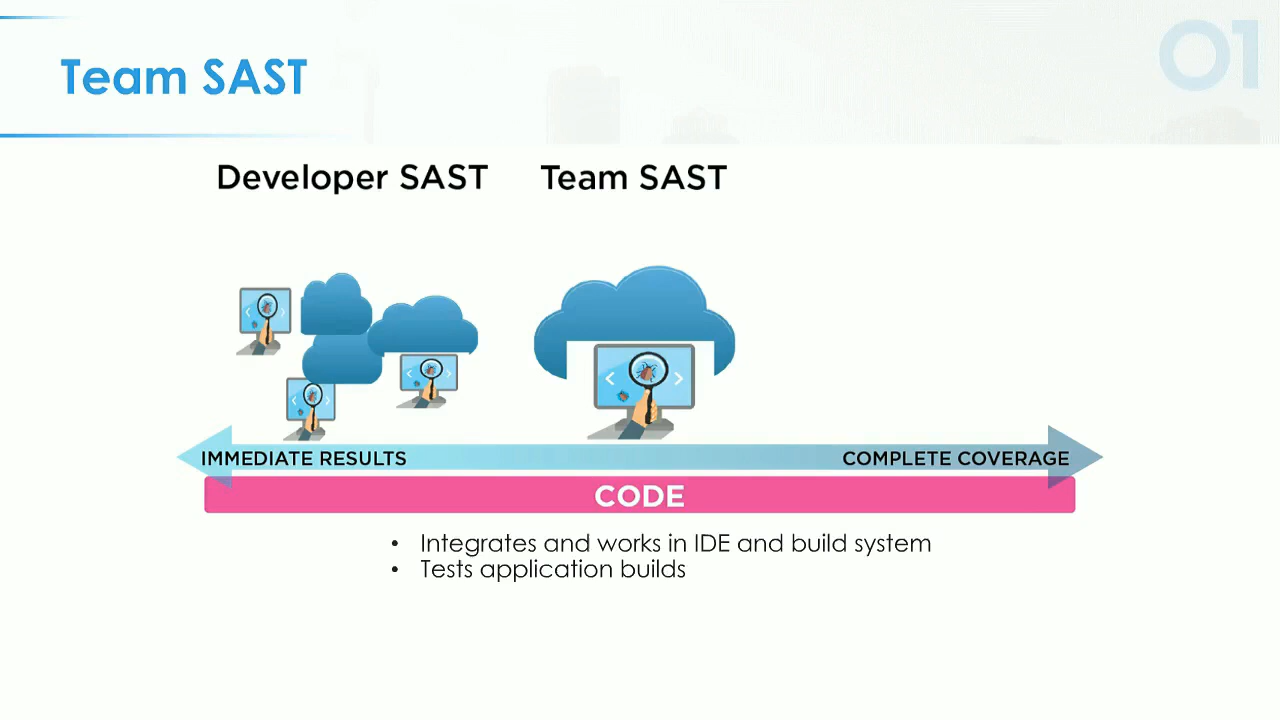 Team SAST
01
Developer SAST
Team SAST
IMMEDIATE RESULTS
COMPLETE COVERAGE
CODE
• Integrates and works in IDE and build system
• Tests application builds